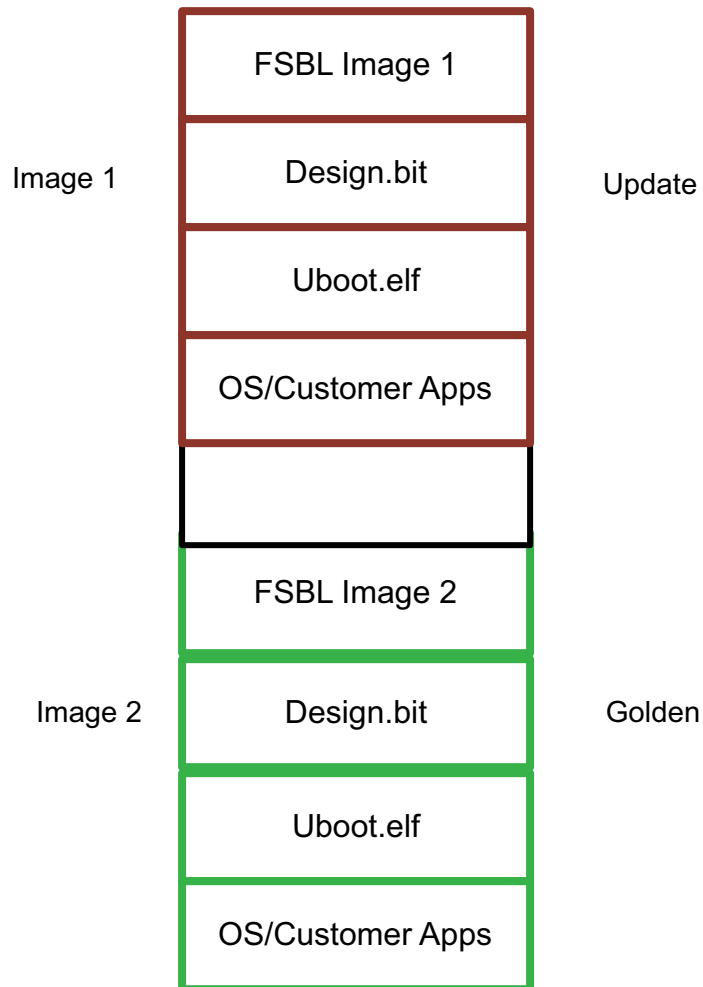 FSBL Image 1
Image 1
Design.bit
Update
Uboot.elf
OS/Customer Apps
FSBL Image 2
Image 2
Design.bit
Golden
Uboot.elf
OS/Customer Apps